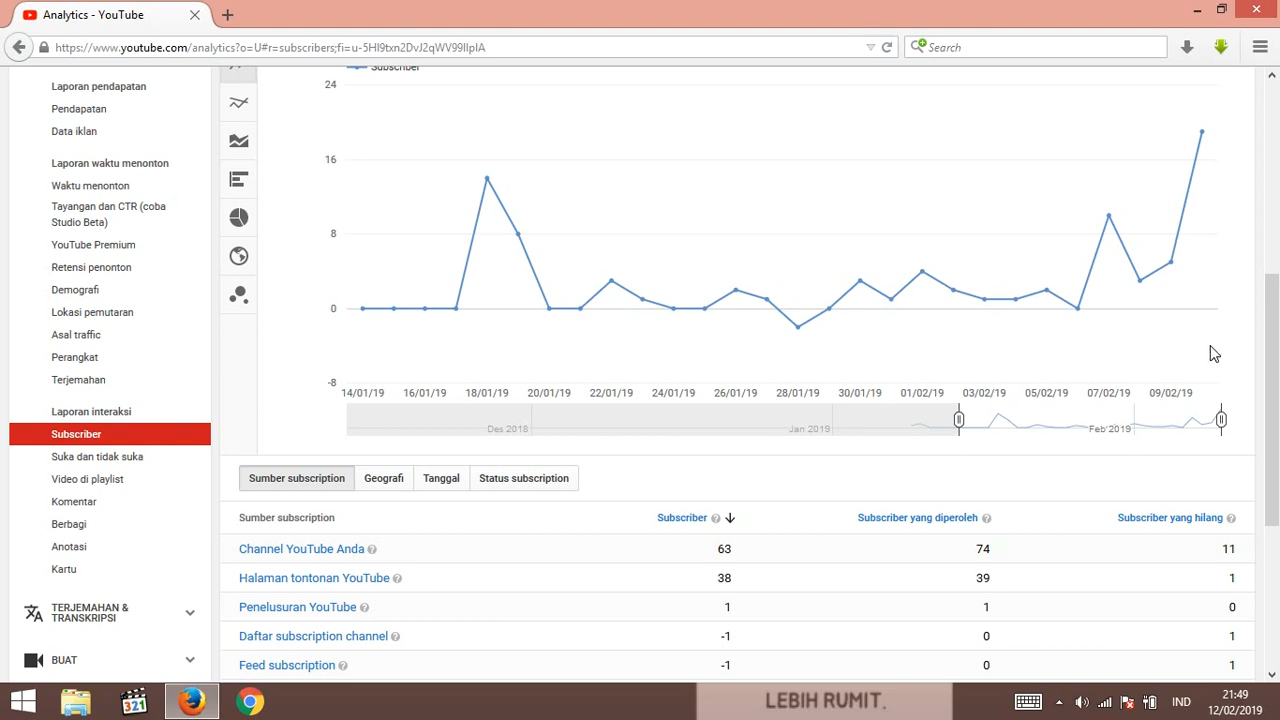 Analytics - YouTube
https://www.youtube.com/analytics?o=U#r=subscribers;fi=u-5HI9txn2DvJ2qWV99IIpIA
Search
Laporan pendapatan
Pendapatan
Data iklan
Laporan waktu menonton
Waktu menonton
Tayangan dan CTR (coba
Studio Beta)
YouTube Premium
Retensi penonton
Demografi
Lokasi pemutaran
Asal traffic
Perangkat
Terjemahan
Laporan interaksi
Subscriber
Suka dan tidak suka
Video di playlist
Komentar
Berbagi
Anotasi
Kartu
TERJEMAHAN &
TRANSKRIPSI
BUAT
Subscriber
24
16
8
0
-8
14/01/19 16/01/19 18/01/19 20/01/19 22/01/19 24/01/19 26/01/19 28/01/19 30/01/19 01/02/19 03/02/19 05/02/19 07/02/19 09/02/19
Des 2018 Jan 2019 Feb 2019
Sumber subscription Geografi Tanggal Status subscription
Sumber subscription Subscriber ? Subscriber yang diperoleh ? Subscriber yang hilang ?
Channel YouTube Anda ? 63 74 11
Halaman tontonan YouTube ? 38 39 1
Penelusuran YouTube ? 1 1 0
Daftar subscription channel ? -1 0 1
Feed subscription ? -1 0 1
321
LEBIH RUMIT.
IND
21:49
12/02/2019